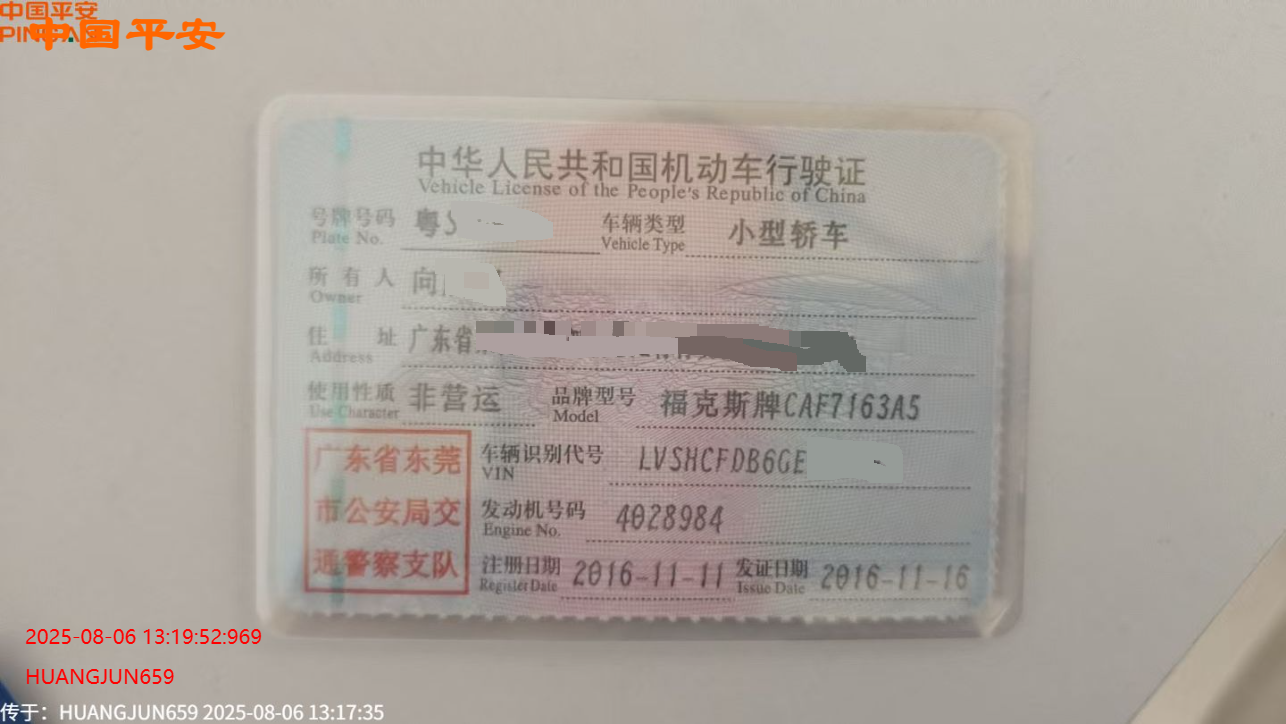 中国平安
PING AN
中国平安
中华人民共和国机动车行驶证
Vehicle License of the People's Republic of China
号牌号码 粤S 车辆类型 小型轿车
Plate No. Vehicle Type
所有人 向
Owner
住址 广东省
Address
使用性质 非营运 品牌型号 福克斯牌CAF7163A5
Use Character Model
广东省东莞
市公安局交
通警察支队
车辆识别代号 LVSHCFDB6GE
VIN
发动机号码 4028984
Engine No.
注册日期 2016-11-11 发证日期 2016-11-16
Register Date Issue Date
2025-08-06 13:19:52:969
HUANGJUN659
传于：HUANGJUN659 2025-08-06 13:17:35